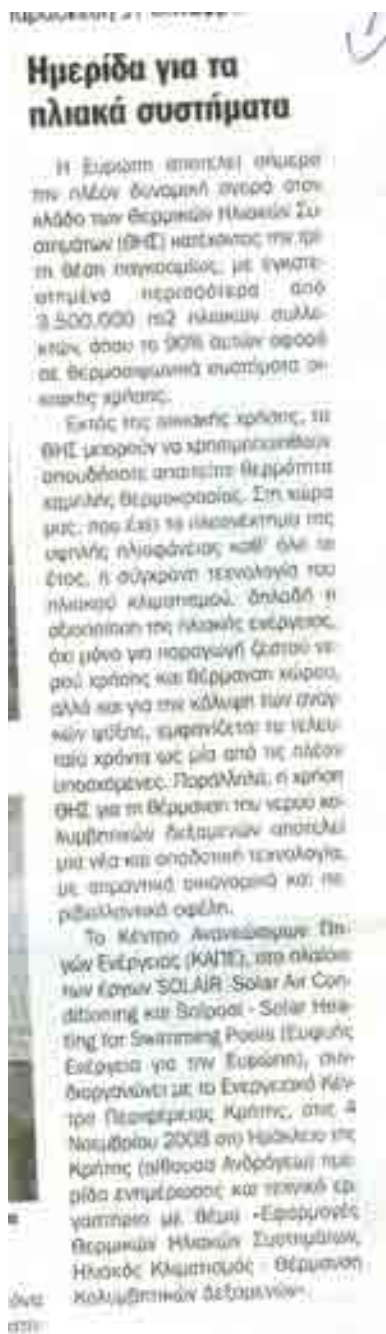 Παρασκευή 31
Ημερίδα για τα
ηλιακά συστήματα
Η Ευρώπη αποτελεί σήμερα
την πλέον δυναμική αγορά στον
κλάδο των Θερμικών Ηλιακών Συ-
στημάτων (ΘΗΣ) κατέχοντας την τρί-
τη θέση παγκοσμίως, με εγκατε-
στημένα περισσότερα από
3.500.000 m2 ηλιακών συλλε-
κτών, όπου το 90% αυτών αφορά
σε θερμοσιφωνικά συστήματα οι-
κιακής χρήσης.
Εκτός της οικιακής χρήσης, τα
ΘΗΣ μπορούν να χρησιμοποιηθούν
οπουδήποτε απαιτείται θερμότητα
χαμηλής θερμοκρασίας. Στη χώρα
μας, που έχει το πλεονέκτημα της
υψηλής ηλιοφάνειας καθ' όλο το
έτος, η σύγχρονη τεχνολογία του
ηλιακού κλιματισμού, δηλαδή η
αξιοποίηση της ηλιακής ενέργειας,
όχι μόνο για παραγωγή ζεστού νε-
ρού χρήσης και θέρμανση χώρου,
αλλά και για την κάλυψη των αναγ-
κών ψύξης, εμφανίζεται τα τελευ-
ταία χρόνια ως μία από τις πλέον
υποσχόμενες. Παράλληλα, η χρήση
ΘΗΣ για τη θέρμανση του νερού κο-
λυμβητικών δεξαμενών αποτελεί
μια νέα και αποδοτική τεχνολογία,
με σημαντικά οικονομικά και πε-
ριβαλλοντικά οφέλη.
Το Κέντρο Ανανεώσιμων Πη-
γών Ενέργειας (ΚΑΠΕ), στο πλαίσιο
των έργων SOLAIR Solar Air Con-
ditioning και Solpool - Solar Hea-
ting for Swimming Pools (Ευφυής
Ενέργεια για την Ευρώπη), συν-
διοργανώνει με το Ενεργειακό Κέν-
τρο Περιφέρειας Κρήτης, στις 4
Νοεμβρίου 2008 στο Ηράκλειο της
Κρήτης (αίθουσα Ανδρόγεω) ημε-
ρίδα ενημέρωσης και τεχνικό ερ-
γαστήριο με θέμα «Εφαρμογές
Θερμικών Ηλιακών Συστημάτων,
Ηλιακός Κλιματισμός - Θέρμανση
Κολυμβητικών δεξαμενών».